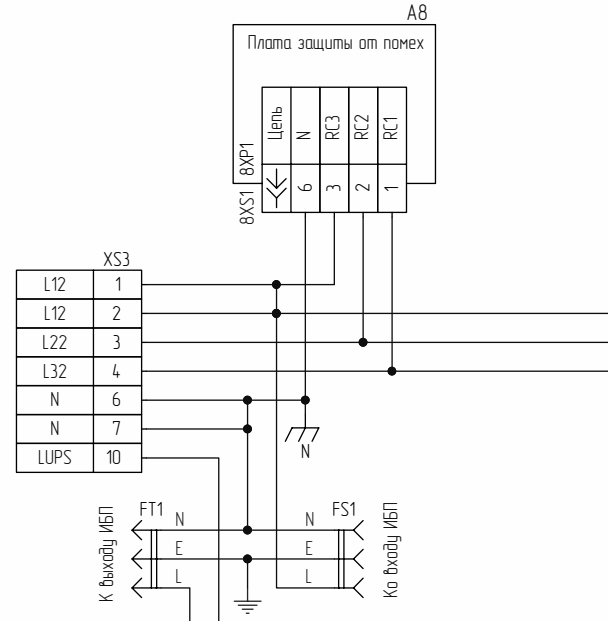 A8
Плата защиты от помех
8XP1
8XS1
Цепь
N
RC3
RC2
RC1
6
3
2
1
XS3
L12 1
L12 2
L22 3
L32 4
N 6
N 7
LUPS 10
N
FT1
FS1
К выходу ИБП
N
E
L
N
E
L
Ко входу ИБП